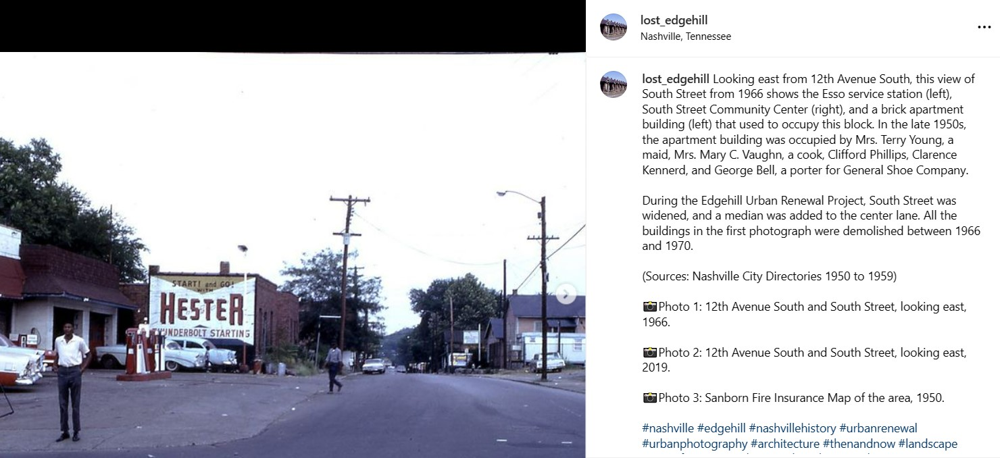 START! and GO!
WITH
HESTER
THUNDERBOLT STARTING
lost_edgehill
Nashville, Tennessee
lost_edgehill Looking east from 12th Avenue South, this view of
South Street from 1966 shows the Esso service station (left),
South Street Community Center (right), and a brick apartment
building (left) that used to occupy this block. In the late 1950s,
the apartment building was occupied by Mrs. Terry Young, a
maid, Mrs. Mary C. Vaughn, a cook, Clifford Phillips, Clarence
Kennerd, and George Bell, a porter for General Shoe Company.
During the Edgehill Urban Renewal Project, South Street was
widened, and a median was added to the center lane. All the
buildings in the first photograph were demolished between 1966
and 1970.
(Sources: Nashville City Directories 1950 to 1959)
📸Photo 1: 12th Avenue South and South Street, looking east,
1966.
📸Photo 2: 12th Avenue South and South Street, looking east,
2019.
📸Photo 3: Sanborn Fire Insurance Map of the area, 1950.
#nashville #edgehill #nashvillehistory #urbanrenewal
#urbanphotography #architecture #thenandnow #landscape